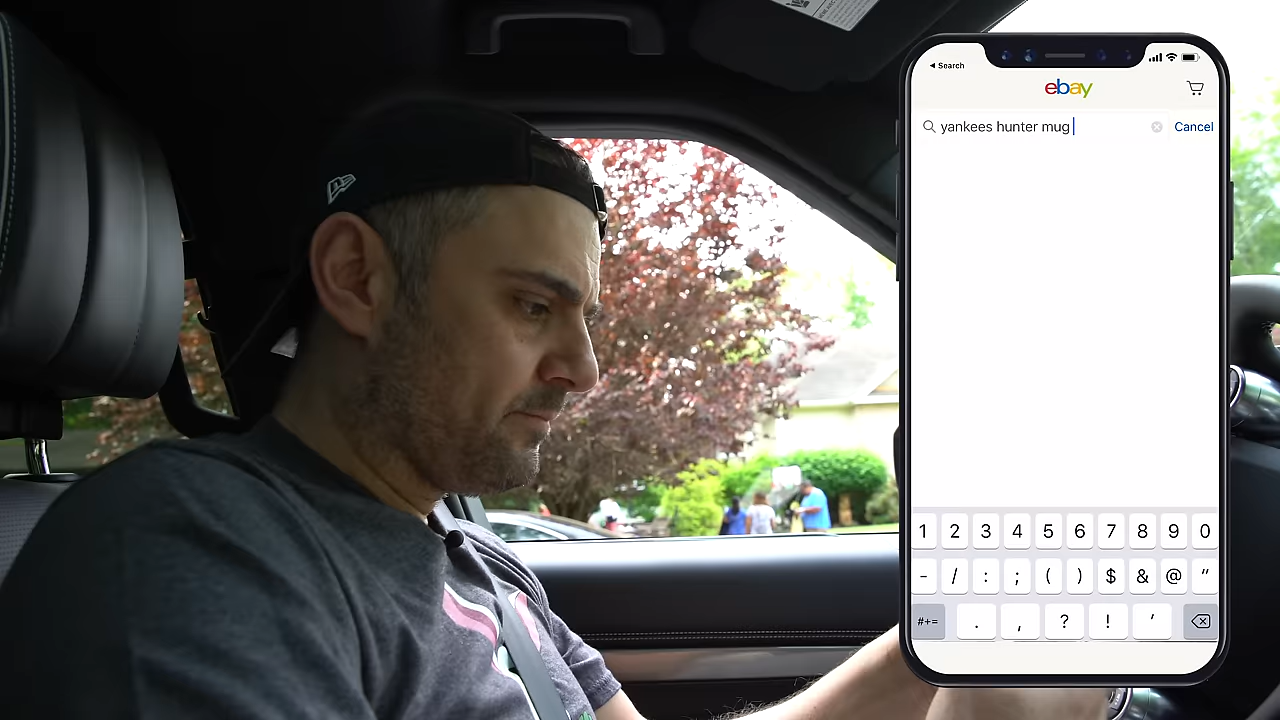 ◀ Search
ebay
yankees hunter mug
Cancel
1 2 3 4 5 6 7 8 9 0
- / : ; ( ) $ & @ "
#+= . , ? ! ’